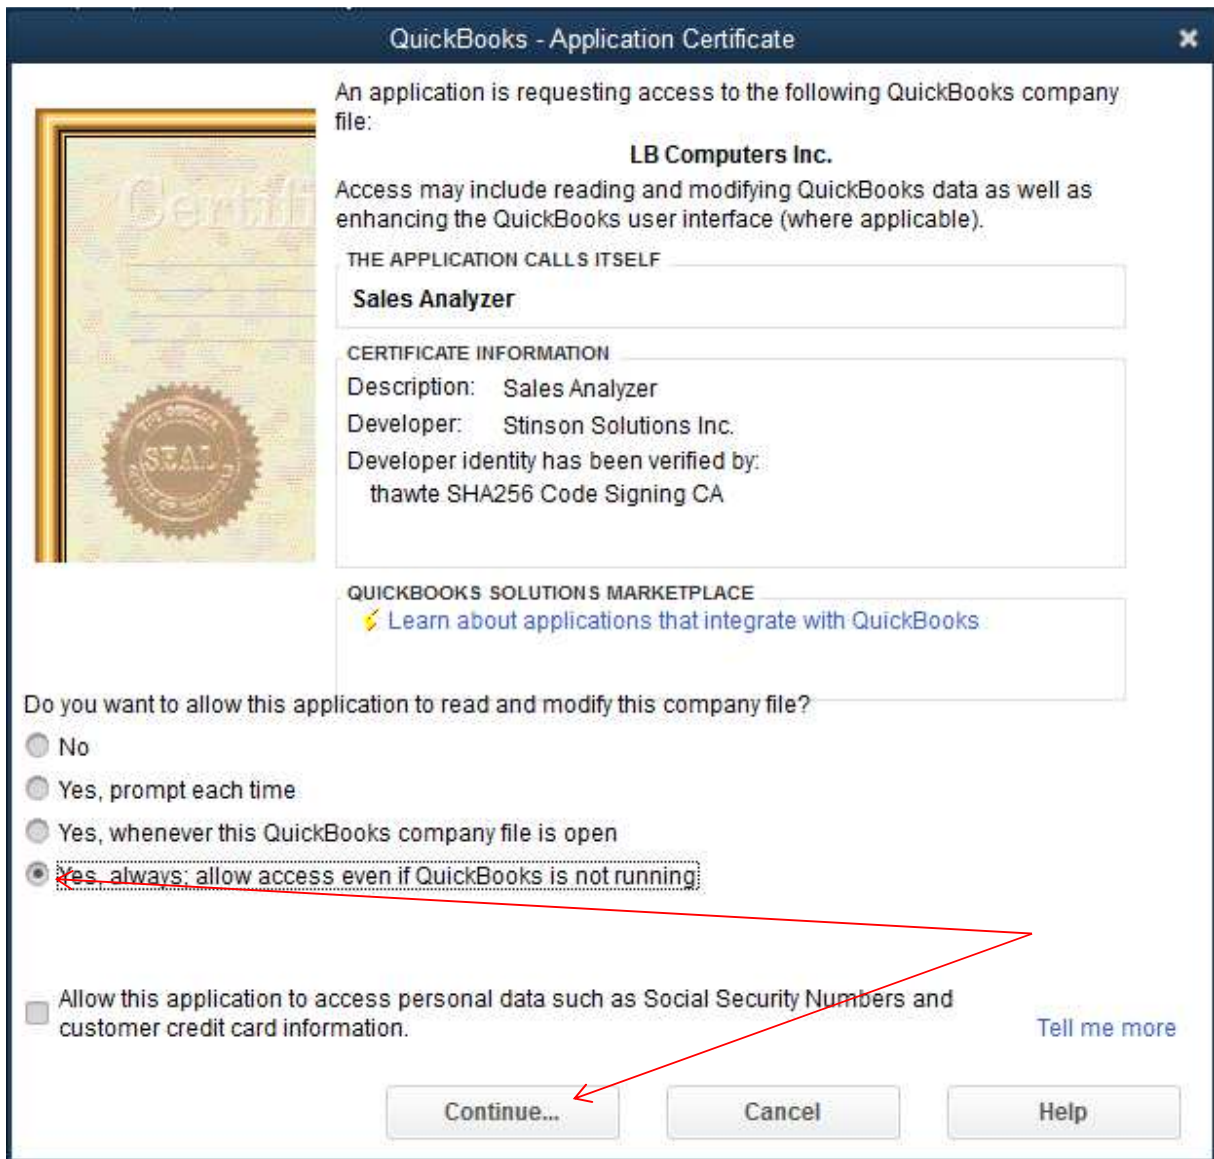 QuickBooks - Application Certificate
An application is requesting access to the following QuickBooks company
file:
LB Computers Inc.
Access may include reading and modifying QuickBooks data as well as
enhancing the QuickBooks user interface (where applicable).
THE APPLICATION CALLS ITSELF
Sales Analyzer
CERTIFICATE INFORMATION
Description: Sales Analyzer
Developer: Stinson Solutions Inc.
Developer identity has been verified by:
thawte SHA256 Code Signing CA
Certifi
SEAL
QUICKBOOKS SOLUTIONS MARKETPLACE
Learn about applications that integrate with QuickBooks
Do you want to allow this application to read and modify this company file?
No
Yes, prompt each time
Yes, whenever this QuickBooks company file is open
Yes, always; allow access even if QuickBooks is not running
Allow this application to access personal data such as Social Security Numbers and
customer credit card information.
Tell me more
Continue...
Cancel
Help